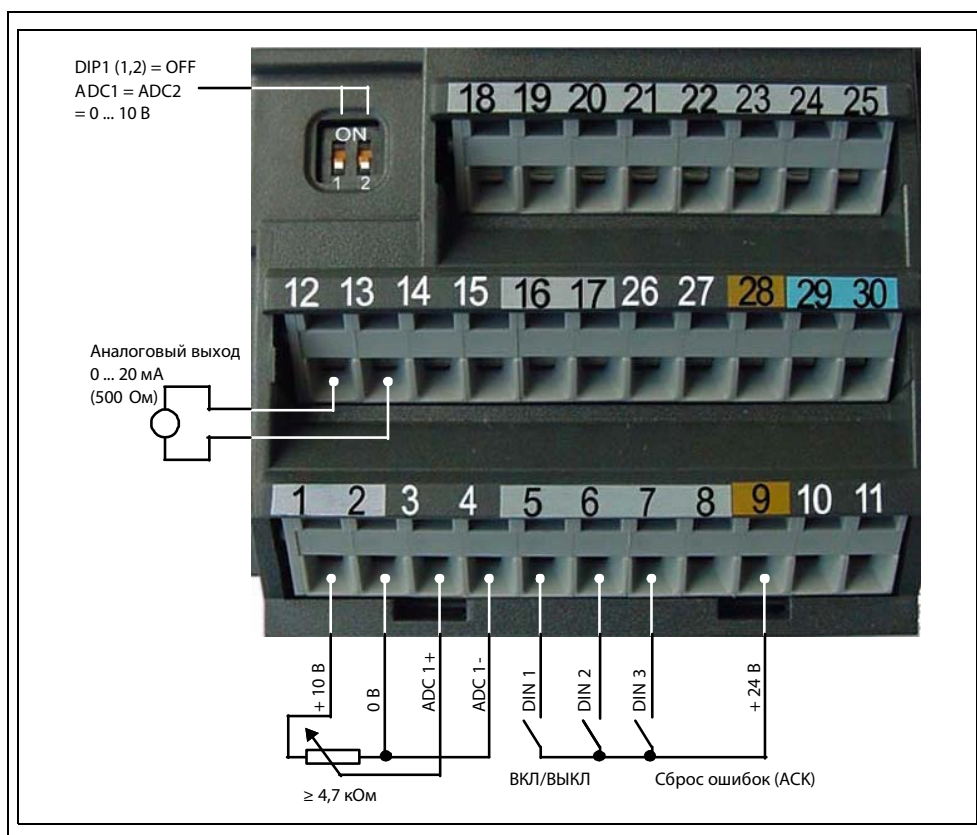 DIP1 (1,2) = OFF
ADC1 = ADC2
= 0 ... 10 В
ON
1 2
18 19 20 21 22 23 24 25
12 13 14 15 16 17 26 27 28 29 30
Аналоговый выход
0 ... 20 мА
(500 Ом)
1 2 3 4 5 6 7 8 9 10 11
+ 10 В
0 В
ADC 1+
ADC 1-
DIN 1
DIN 2
DIN 3
+ 24 В
≥ 4,7 кОм
ВКЛ/ВЫКЛ
Сброс ошибок (ACK)